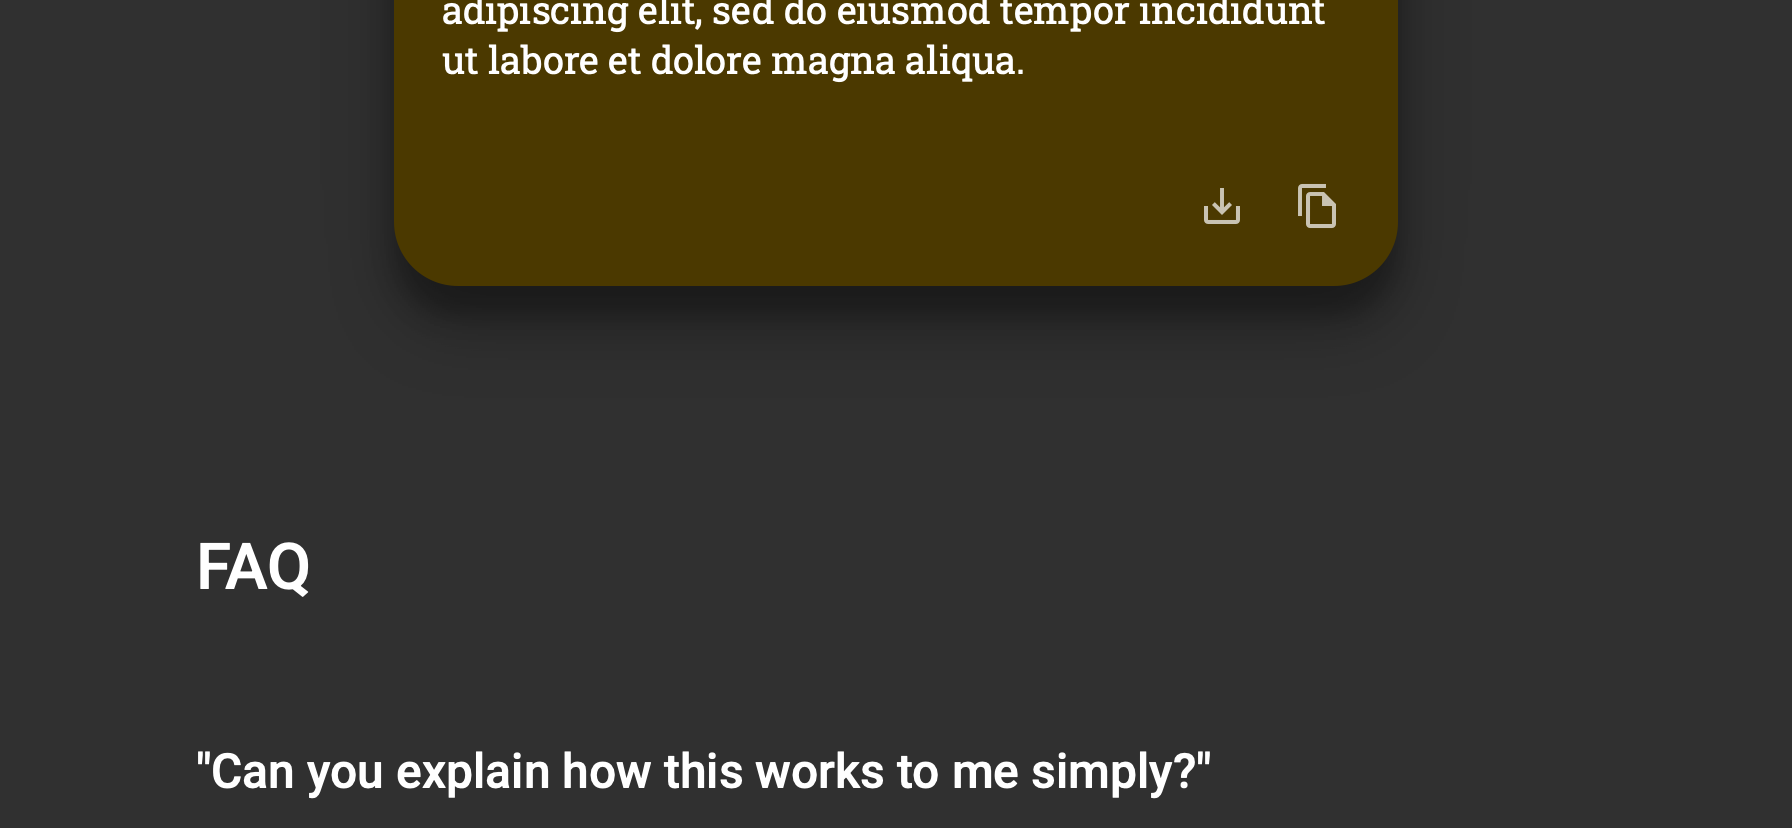 adipiscing elit, sed do eiusmod tempor incididunt
ut labore et dolore magna aliqua.
FAQ
"Can you explain how this works to me simply?"